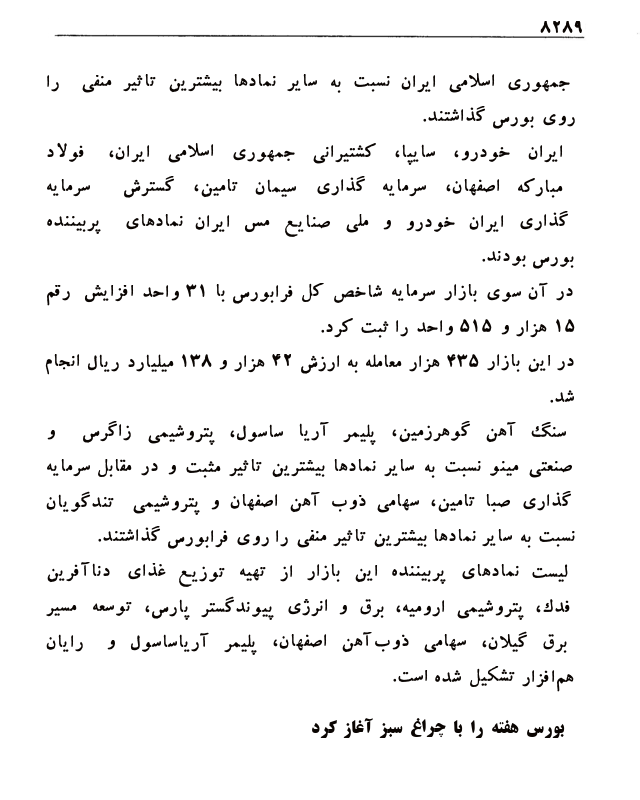 ۸۲۸۹
جمهوری اسلامی ایران نسبت به سایر نمادها بیشترین تاثیر منفی را
روی بورس گذاشتند.
ایران خودرو، سایپا، کشتیرانی جمهوری اسلامی ایران، فولاد
مبارکه اصفهان، سرمایه گذاری سیمان تامین، گسترش سرمایه
گذاری ایران خودرو و ملی صنایع مس ایران نمادهای پربیننده
بورس بودند.
در آن سوی بازار سرمایه شاخص کل فرابورس با ۳۱ واحد افزایش رقم
۱۵ هزار و ۵۱۵ واحد را ثبت کرد.
در این بازار ۴۳۵ هزار معامله به ارزش ۴۲ هزار و ۱۳۸ میلیارد ریال انجام
شد.
سنگ آهن گوهرزمین، پلیمر آریا ساسول، پتروشیمی زاگرس و
صنعتی مینو نسبت به سایر نمادها بیشترین تاثیر مثبت و در مقابل سرمایه
گذاری صبا تامین، سهامی ذوب آهن اصفهان و پتروشیمی تندگویان
نسبت به سایر نمادها بیشترین تاثیر منفی را روی فرابورس گذاشتند.
لیست نمادهای پربیننده این بازار از تهیه توزیع غذای دناآفرین
فدک، پتروشیمی ارومیه، برق و انرژی پیوندگستر پارس، توسعه مسیر
برق گیلان، سهامی ذوب‌آهن اصفهان، پلیمر آریاساسول و رایان
هم‌افزار تشکیل شده است.
بورس هفته را با چراغ سبز آغاز کرد